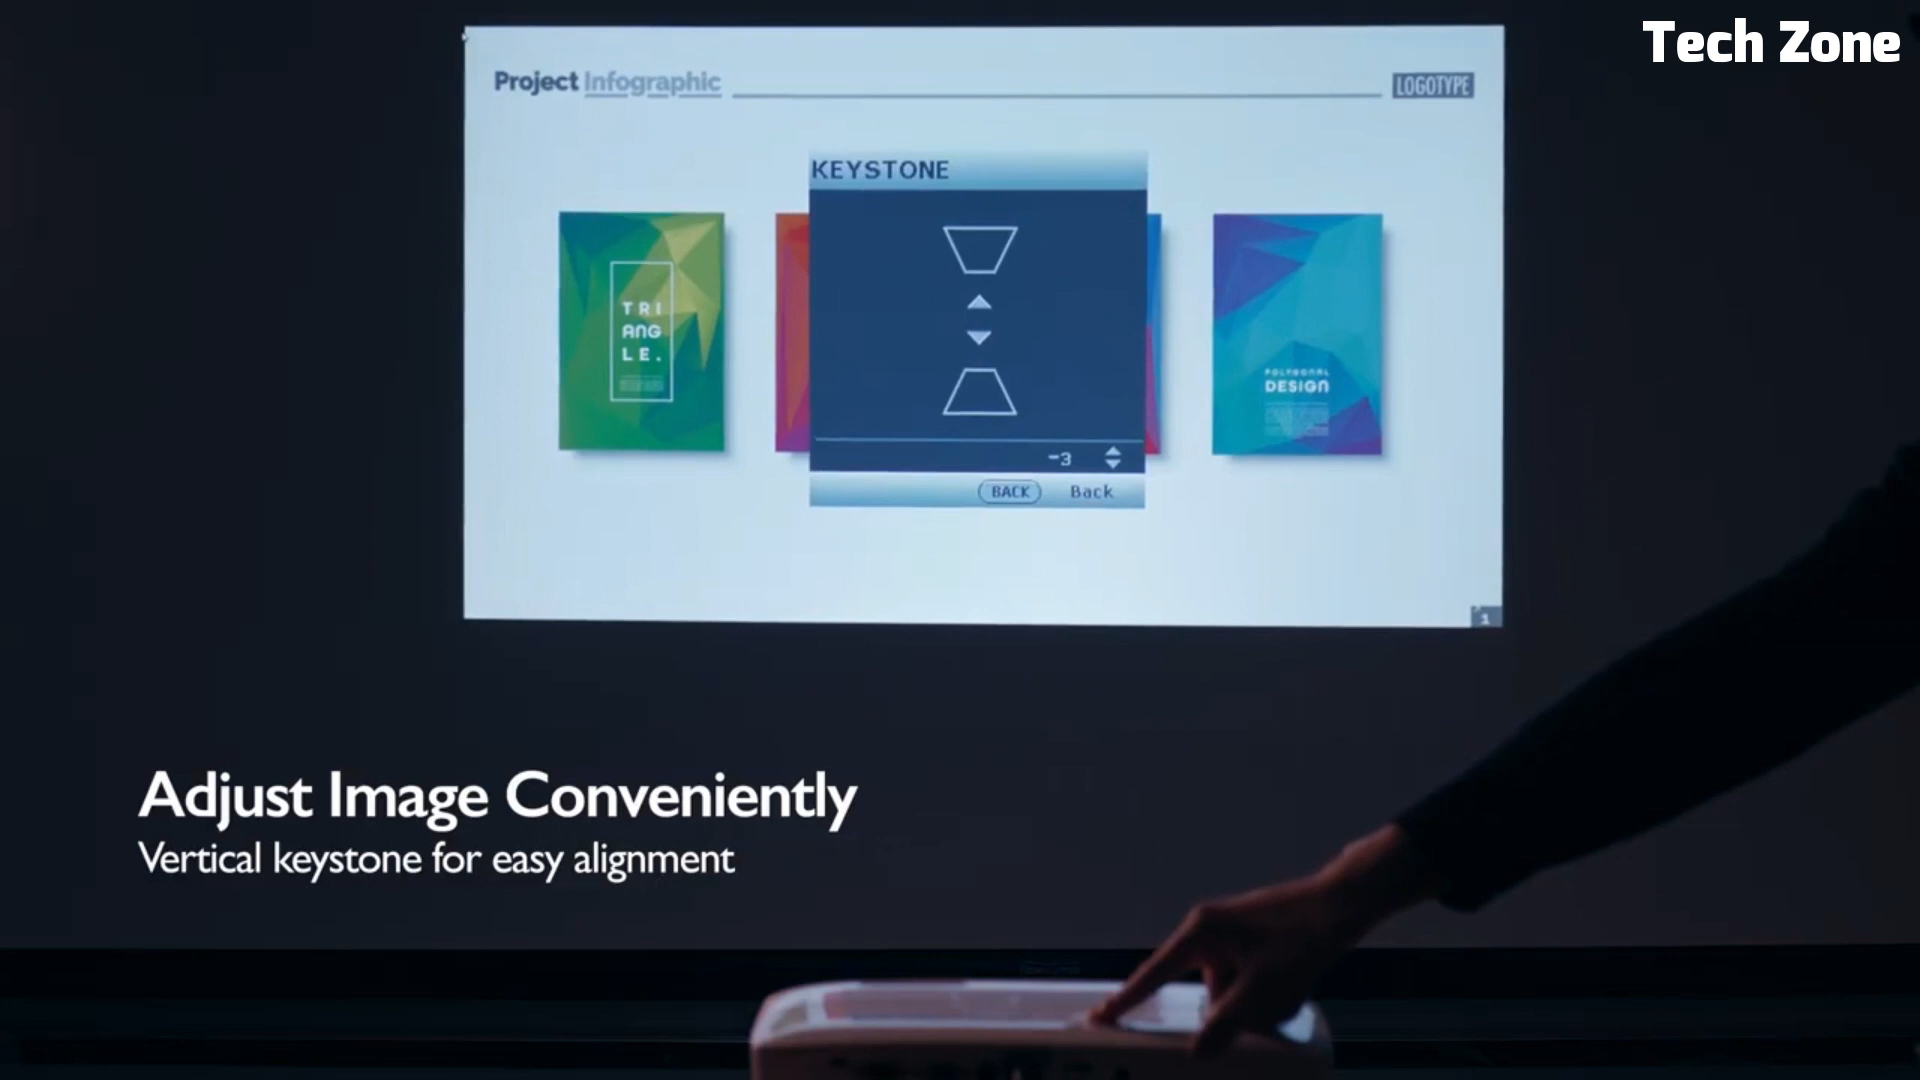 Tech Zone
Project Infographic
LOGOTYPE
KEYSTONE
TRI
ANG
LE.
POLYGONAL
DESIGN
-3
BACK Back
1
Adjust Image Conveniently
Vertical keystone for easy alignment